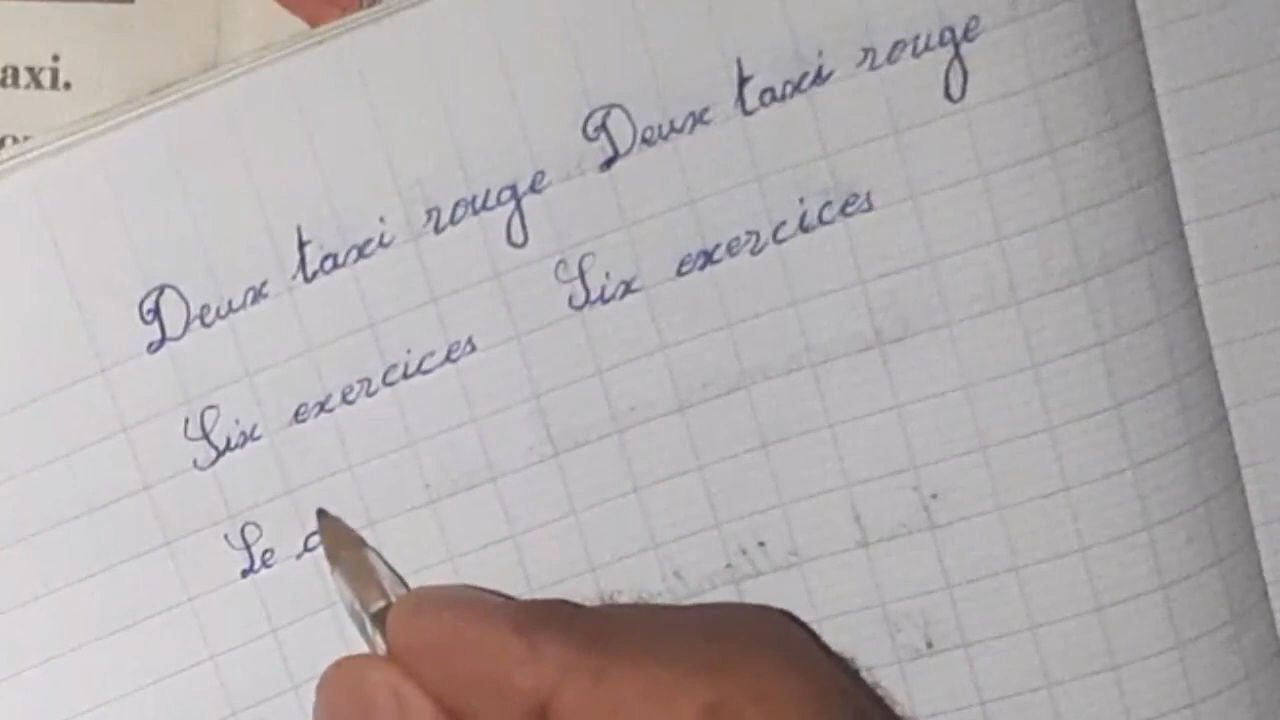 axi.
Deux taxi rouge Deux taxi rouge
Six exercices Six exercices
Le